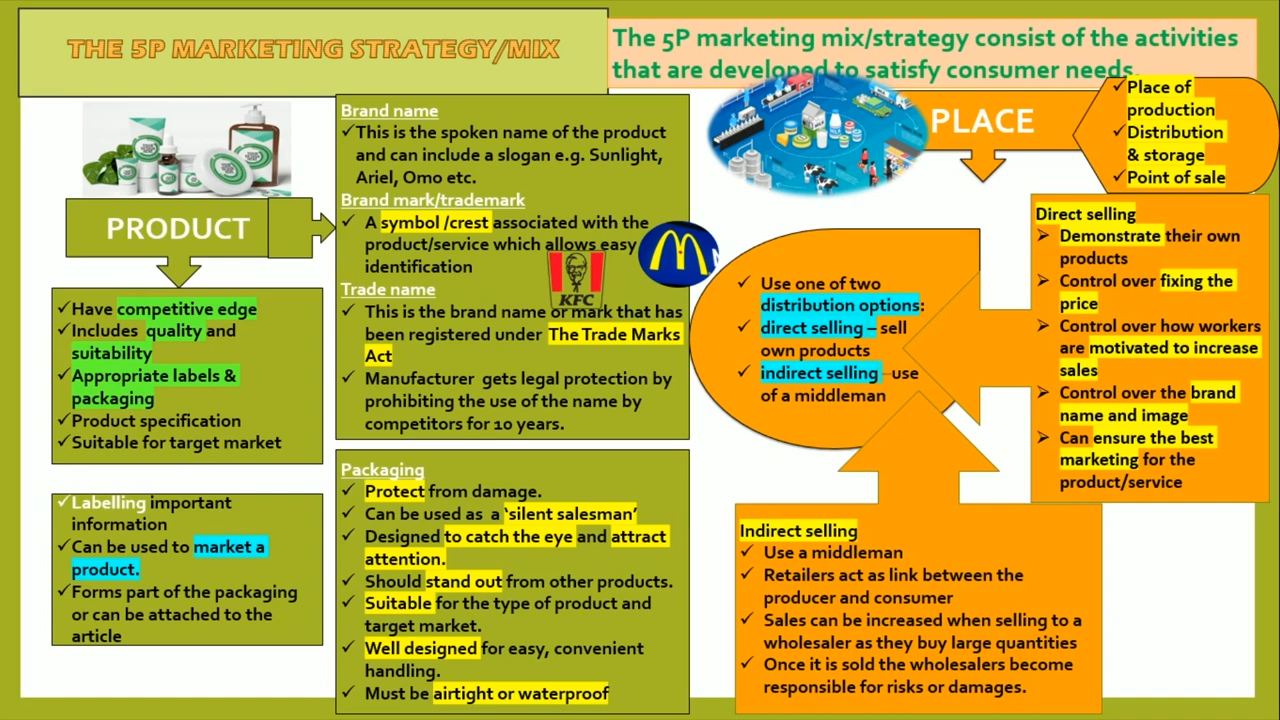 THE 5P MARKETING STRATEGY/MIX
The 5P marketing mix/strategy consist of the activities
that are developed to satisfy consumer needs.
PRODUCT
✓Have competitive edge
✓Includes quality and
suitability
✓Appropriate labels &
packaging
✓Product specification
✓Suitable for target market
✓Labelling important
information
✓Can be used to market a
product.
✓Forms part of the packaging
or can be attached to the
article
Brand name
✓This is the spoken name of the product
and can include a slogan e.g. Sunlight,
Ariel, Omo etc.
Brand mark/trademark
✓ A symbol /crest associated with the
product/service which allows easy
identification
Trade name
✓ This is the brand name or mark that has
been registered under The Trade Marks
Act
✓ Manufacturer gets legal protection by
prohibiting the use of the name by
competitors for 10 years.
KFC
M
Packaging
✓ Protect from damage.
✓ Can be used as a ‘silent salesman’
✓ Designed to catch the eye and attract
attention.
✓ Should stand out from other products.
✓ Suitable for the type of product and
target market.
✓ Well designed for easy, convenient
handling.
✓ Must be airtight or waterproof
PLACE
✓Place of
production
✓Distribution
& storage
✓Point of sale
✓ Use one of two
distribution options:
✓ direct selling – sell
own products
✓ indirect selling –use
of a middleman
Direct selling
➢ Demonstrate their own
products
➢ Control over fixing the
price
➢ Control over how workers
are motivated to increase
sales
➢ Control over the brand
name and image
➢ Can ensure the best
marketing for the
product/service
Indirect selling
✓ Use a middleman
✓ Retailers act as link between the
producer and consumer
✓ Sales can be increased when selling to a
wholesaler as they buy large quantities
✓ Once it is sold the wholesalers become
responsible for risks or damages.